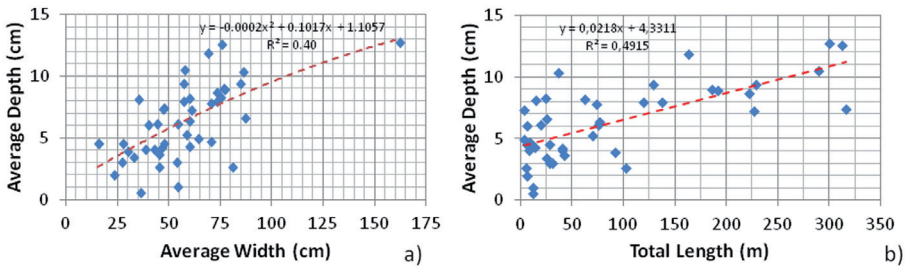 y = -0.0002x² + 0.1017x + 1.1057
R² = 0.40
Average Depth (cm)
15
10
5
0
0 25 50 75 100 125 150 175
Average Width (cm)
a)
y = 0,0218x + 4,3311
R² = 0,4915
Average Depth (cm)
15
10
5
0
0 50 100 150 200 250 300 350
Total Length (m)
b)